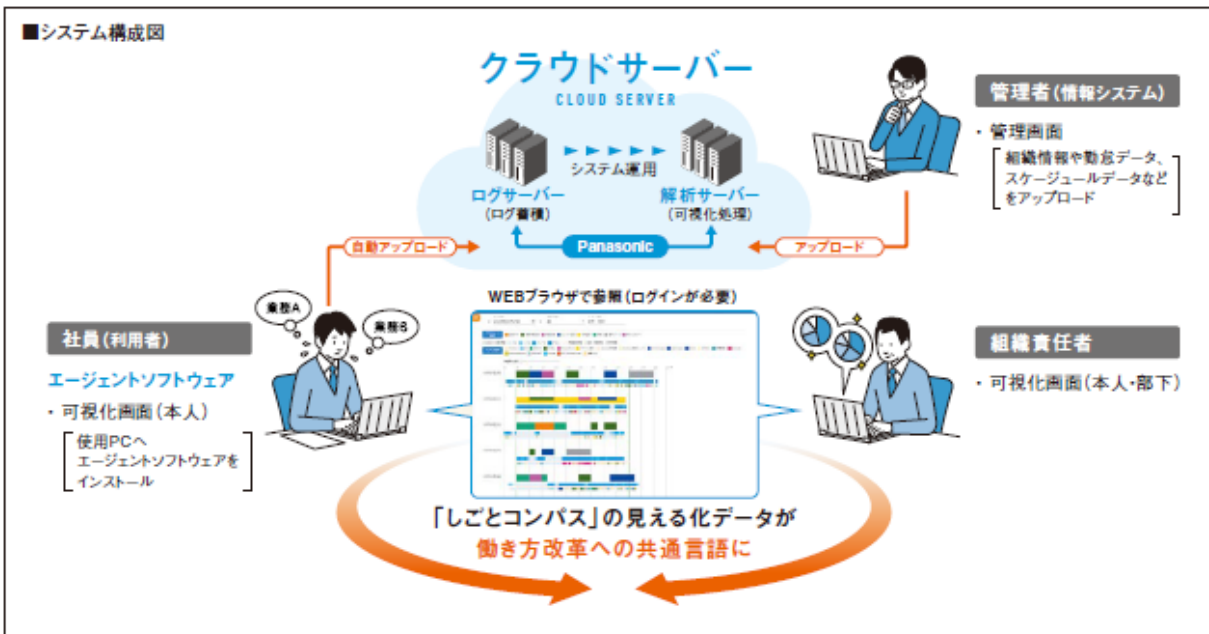 ■システム構成図
クラウドサーバー
CLOUD SERVER
ログサーバー
(ログ蓄積)
システム運用
解析サーバー
(可視化処理)
Panasonic
自動アップロード
アップロード
管理者(情報システム)
・管理画面
組織情報や勤怠データ、
スケージュールデータなど
をアップロード
業務A
業務B
社員(利用者)
エージェントソフトウェア
・可視化画面(本人)
使用PCへ
エージェントソフトウェアを
インストール
WEBブラウザで参照(ログインが必要)
組織責任者
・可視化画面(本人・部下)
「しごとコンパス」の見える化データが
働き方改革への共通言語に